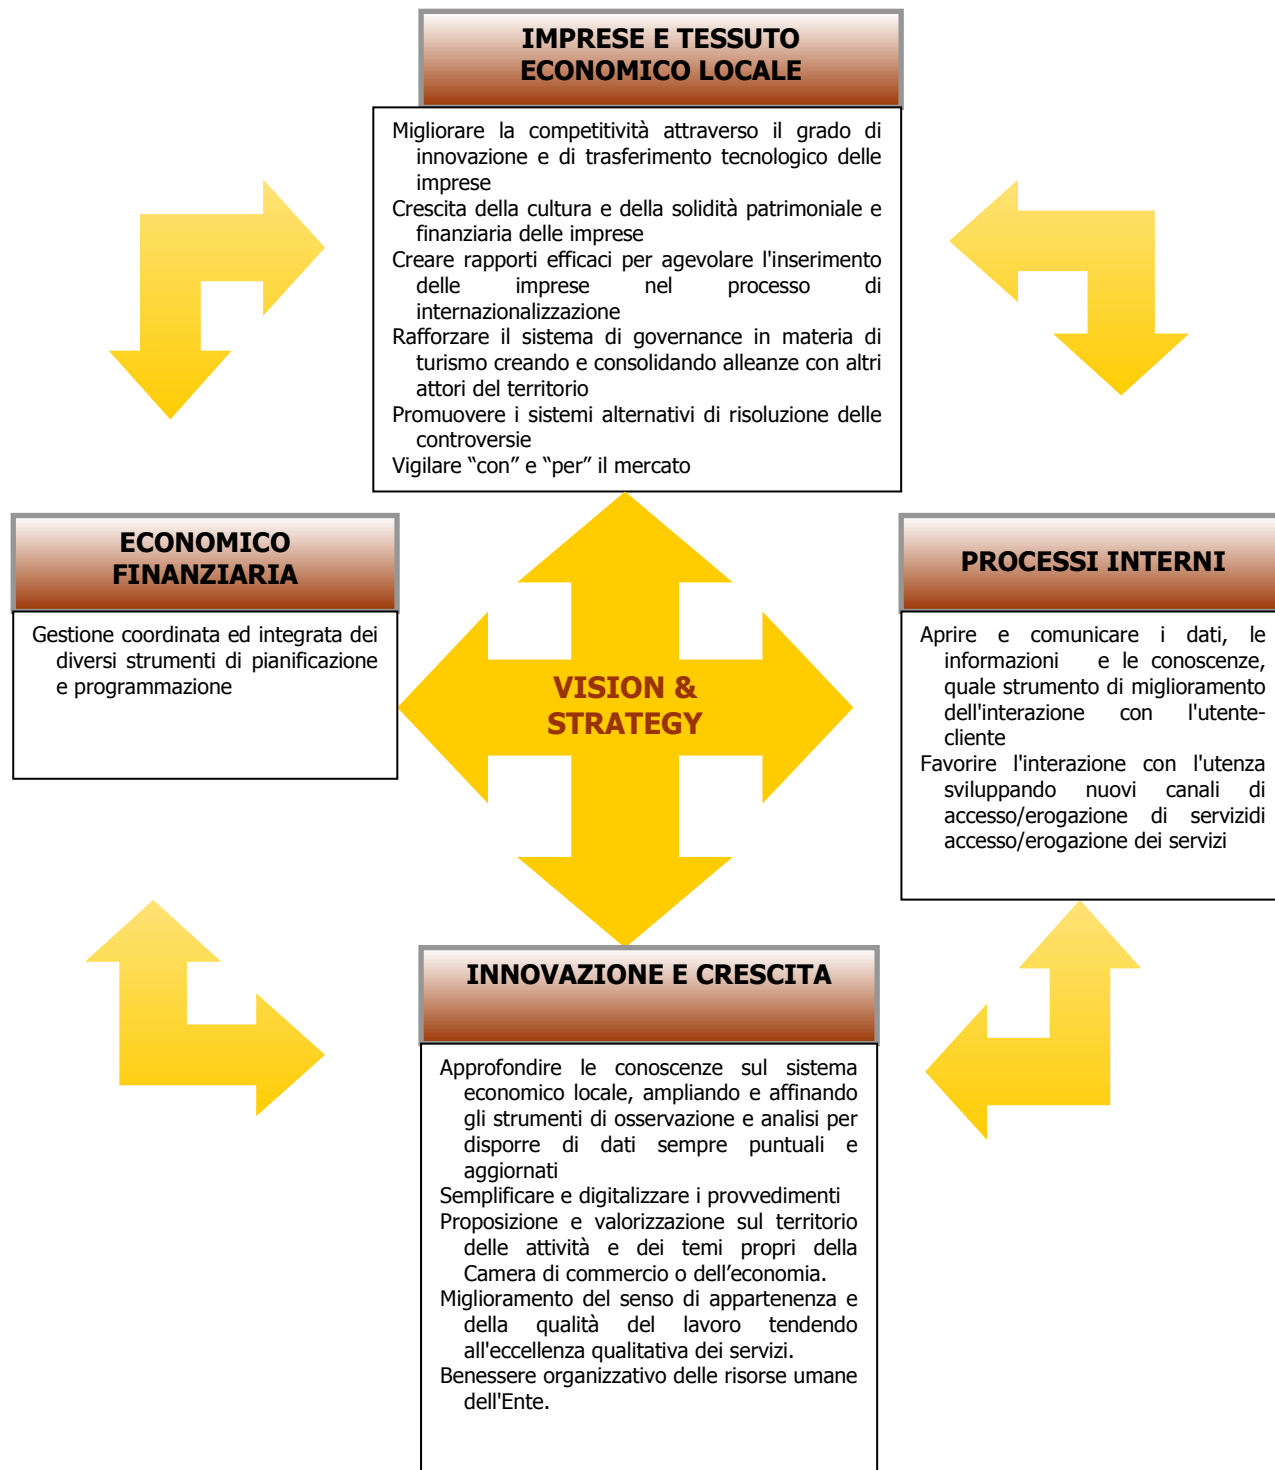 IMPRESE E TESSUTO
ECONOMICO LOCALE
Migliorare la competitività attraverso il grado di
innovazione e di trasferimento tecnologico delle
imprese
Crescita della cultura e della solidità patrimoniale e
finanziaria delle imprese
Creare rapporti efficaci per agevolare l'inserimento
delle imprese nel processo di
internazionalizzazione
Rafforzare il sistema di governance in materia di
turismo creando e consolidando alleanze con altri
attori del territorio
Promuovere i sistemi alternativi di risoluzione delle
controversie
Vigilare “con” e “per” il mercato
ECONOMICO
FINANZIARIA
Gestione coordinata ed integrata dei
diversi strumenti di pianificazione
e programmazione
VISION &
STRATEGY
PROCESSI INTERNI
Aprire e comunicare i dati, le
informazioni e le conoscenze,
quale strumento di miglioramento
dell'interazione con l'utente-
cliente
Favorire l'interazione con l'utenza
sviluppando nuovi canali di
accesso/erogazione di servizidi
accesso/erogazione dei servizi
INNOVAZIONE E CRESCITA
Approfondire le conoscenze sul sistema
economico locale, ampliando e affinando
gli strumenti di osservazione e analisi per
disporre di dati sempre puntuali e
aggiornati
Semplificare e digitalizzare i provvedimenti
Proposizione e valorizzazione sul territorio
delle attività e dei temi propri della
Camera di commercio o dell’economia.
Miglioramento del senso di appartenenza e
della qualità del lavoro tendendo
all'eccellenza qualitativa dei servizi.
Benessere organizzativo delle risorse umane
dell'Ente.